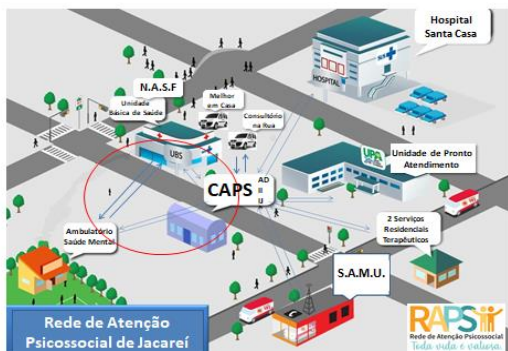 Hospital
Santa Casa
N.A.S.F
Unidade
Básica de Saúde
Melhor
em Casa
Consultório
na Rua
HOSPITAL
UBS
CAPS
AD
II
UPA
Unidade de Pronto
Atendimento
Ambulatório
Saúde Mental
2 Serviços
Residenciais
Terapêuticos
S.A.M.U.
Rede de Atenção
Psicossocial de Jacareí
RAPS
Rede de Atenção Psicossocial
Toda vida é valiosa.